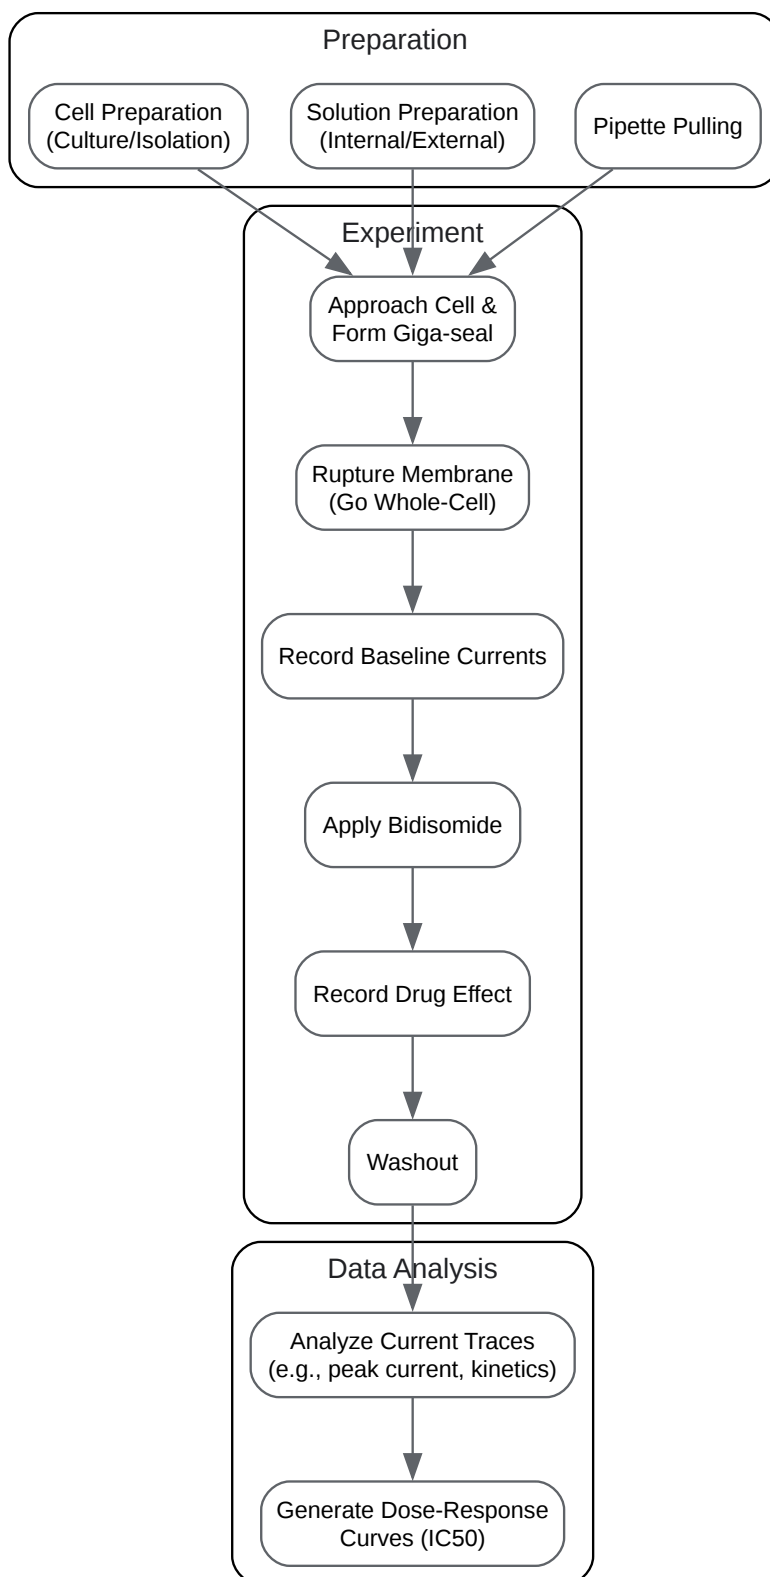 Preparation
Cell Preparation
(Culture/Isolation)
Solution Preparation
(Internal/External)
Pipette Pulling
Experiment
Approach Cell &
Form Giga-seal
Rupture Membrane
(Go Whole-Cell)
Record Baseline Currents
Apply Bidisomide
Record Drug Effect
Washout
Data Analysis
Analyze Current Traces
(e.g., peak current, kinetics)
Generate Dose-Response
Curves (IC50)